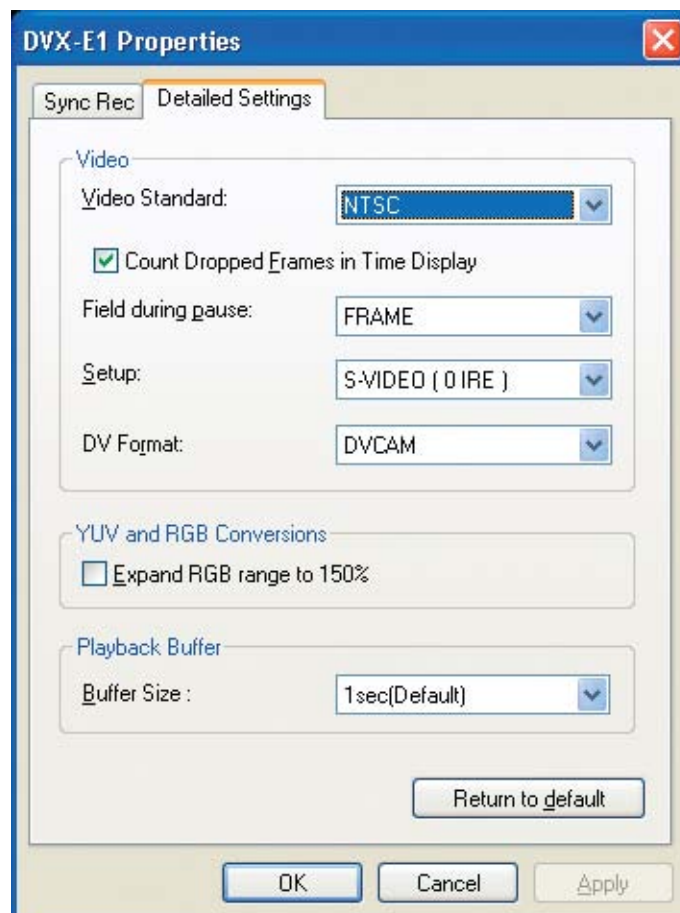 DVX-E1 Properties
Sync Rec
Detailed Settings
Video
Video Standard:
NTSC
Count Dropped Frames in Time Display
Field during pause:
FRAME
Setup:
S-VIDEO ( 0 IRE )
DV Format:
DVCAM
YUV and RGB Conversions
Expand RGB range to 150%
Playback Buffer
Buffer Size :
1sec(Default)
Return to default
OK
Cancel
Apply